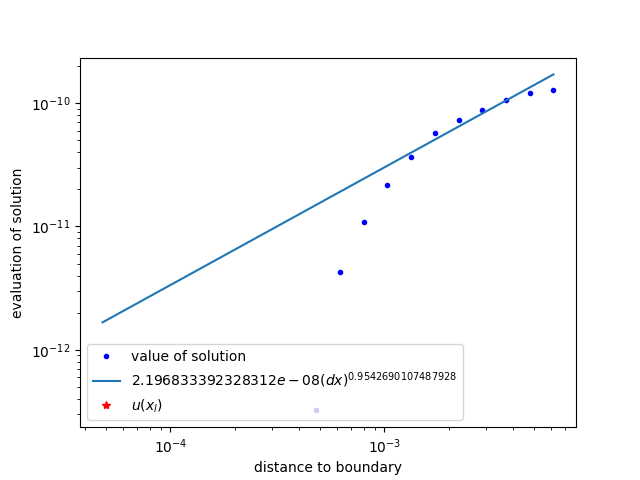 evaluation of solution
10⁻¹⁰
10⁻¹¹
10⁻¹²
value of solution
2.196833392328312e − 08(dx)^0.9542690107487928
u(x_l)
10⁻⁴
10⁻³
distance to boundary